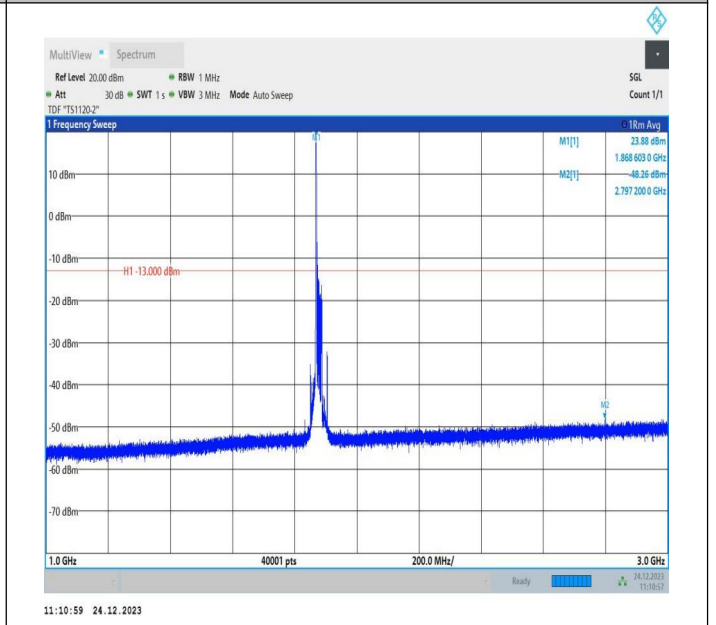 MultiView Spectrum
Ref Level 20.00 dBm RBW 1 MHz SGL
Att 30 dB SWT 1 s VBW 3 MHz Mode Auto Sweep Count 1/1
TDF "TS1120-2"
1 Frequency Sweep 1Rm Avg
M1 M1[1] 23.88 dBm
1.868 603 0 GHz
10 dBm M2[1] -48.26 dBm
2.797 200 0 GHz
0 dBm
-10 dBm
H1 -13.000 dBm
-20 dBm
-30 dBm
-40 dBm
M2
-50 dBm
-60 dBm
-70 dBm
1.0 GHz 40001 pts 200.0 MHz/ 3.0 GHz
Ready 24.12.2023
11:10:57
11:10:59 24.12.2023